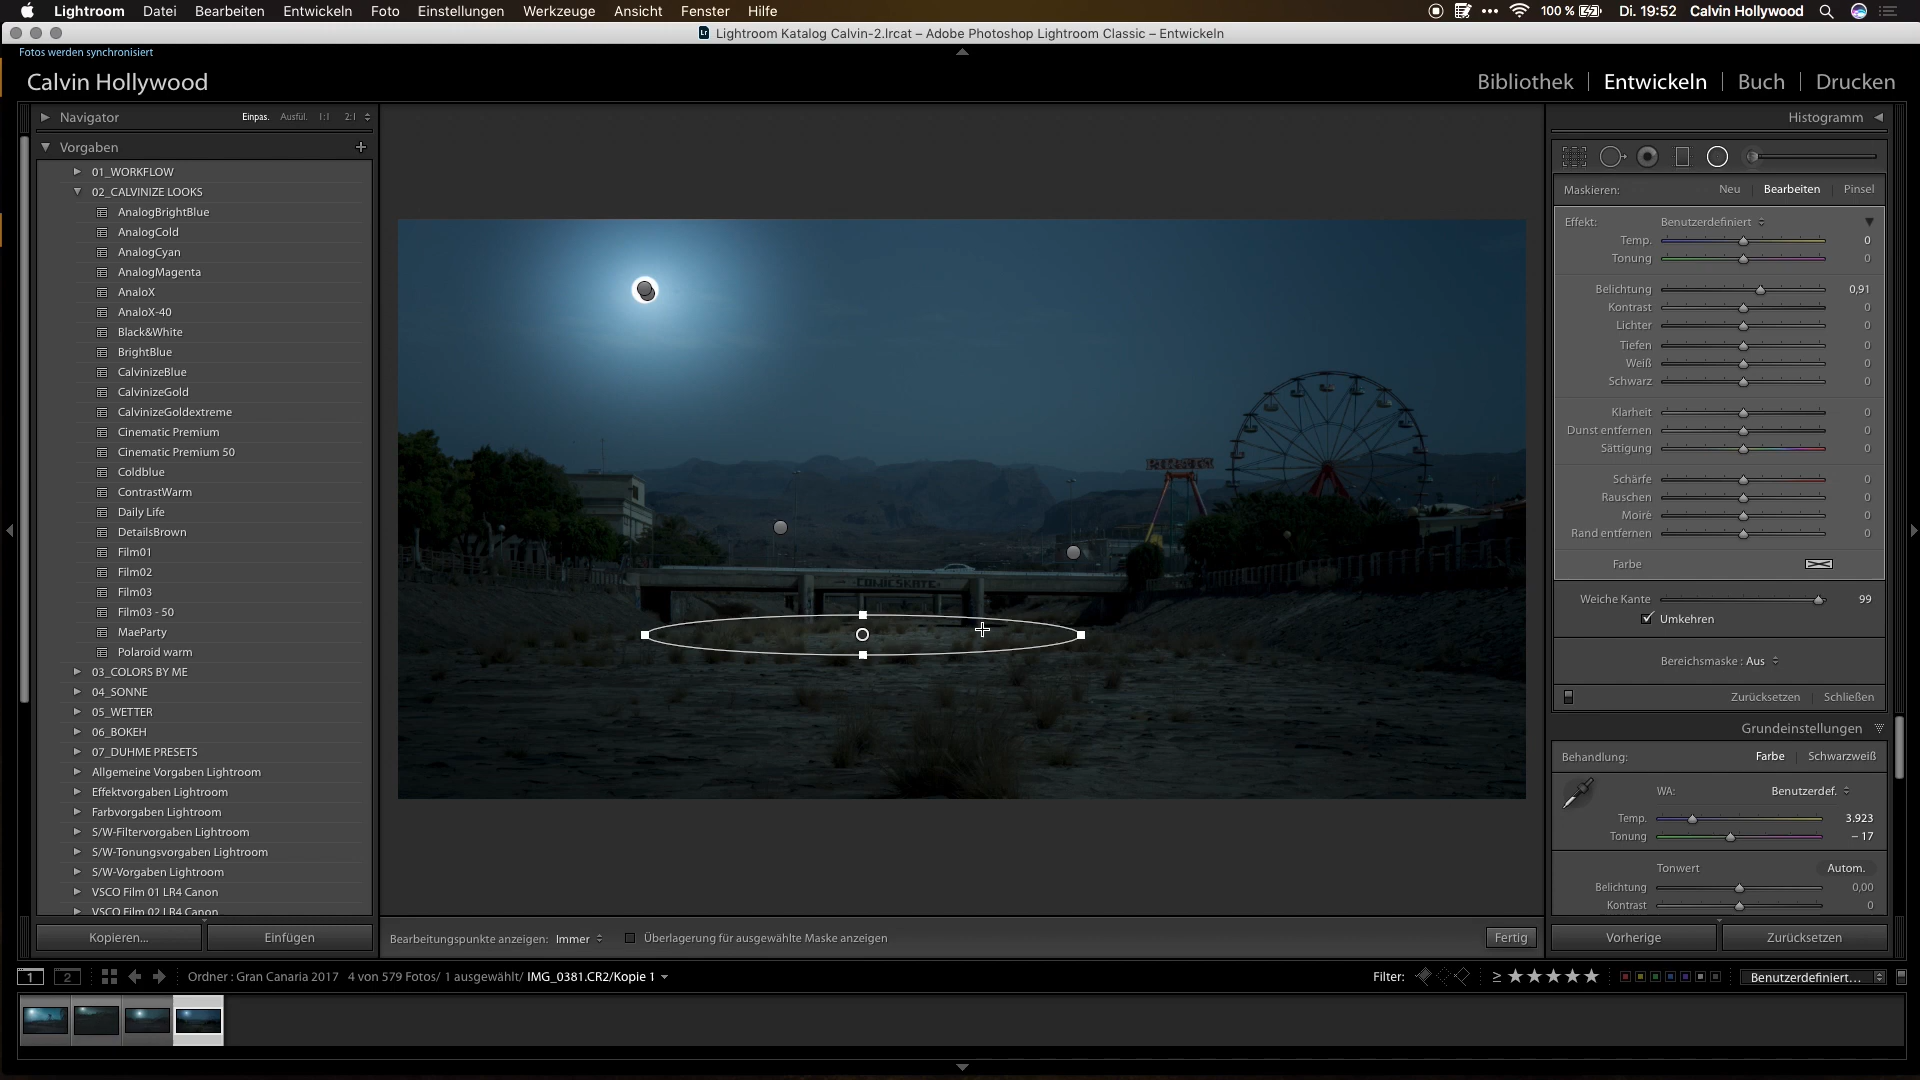 Lightroom Datei Bearbeiten Entwickeln Foto Einstellungen Werkzeuge Ansicht Fenster Hilfe 100 % Di. 19:52 Calvin Hollywood
Lightroom Katalog Calvin-2.lrcat – Adobe Photoshop Lightroom Classic – Entwickeln
Fotos werden synchronisiert
Calvin Hollywood Bibliothek Entwickeln Buch Drucken
Navigator Einpas. Ausfül. 1:1 2:1
Vorgaben
01_WORKFLOW
02_CALVINIZE LOOKS
AnalogBrightBlue
AnalogCold
AnalogCyan
AnalogMagenta
AnaloX
AnaloX-40
Black&White
BrightBlue
CalvinizeBlue
CalvinizeGold
CalvinizeGoldextreme
Cinematic Premium
Cinematic Premium 50
Coldblue
ContrastWarm
Daily Life
DetailsBrown
Film01
Film02
Film03
Film03 - 50
MaeParty
Polaroid warm
03_COLORS BY ME
04_SONNE
05_WETTER
06_BOKEH
07_DUHME PRESETS
Allgemeine Vorgaben Lightroom
Effektvorgaben Lightroom
Farbvorgaben Lightroom
S/W-Filtervorgaben Lightroom
S/W-Tonungsvorgaben Lightroom
S/W-Vorgaben Lightroom
VSCO Film 01 LR4 Canon
VSCO Film 02 LR4 Canon
Kopieren... Einfügen
COMICSKATE
Histogramm
Maskieren: Neu Bearbeiten Pinsel
Effekt: Benutzerdefiniert
Temp. 0
Tonung 0
Belichtung 0,91
Kontrast 0
Lichter 0
Tiefen 0
Weiß 0
Schwarz 0
Klarheit 0
Dunst entfernen 0
Sättigung 0
Schärfe 0
Rauschen 0
Moiré 0
Rand entfernen 0
Farbe
Weiche Kante 99
Umkehren
Bereichsmaske : Aus
Zurücksetzen Schließen
Grundeinstellungen
Behandlung: Farbe Schwarzweiß
WA: Benutzerdef.
Temp. 3.923
Tonung – 17
Tonwert Autom.
Belichtung 0,00
Kontrast 0
Vorherige Zurücksetzen
Bearbeitungspunkte anzeigen: Immer Überlagerung für ausgewählte Maske anzeigen Fertig
1 2 Ordner : Gran Canaria 2017 4 von 579 Fotos/ 1 ausgewählt/ IMG_0381.CR2/Kopie 1 Filter: ≥ ★★★★★ Benutzerdefiniert…